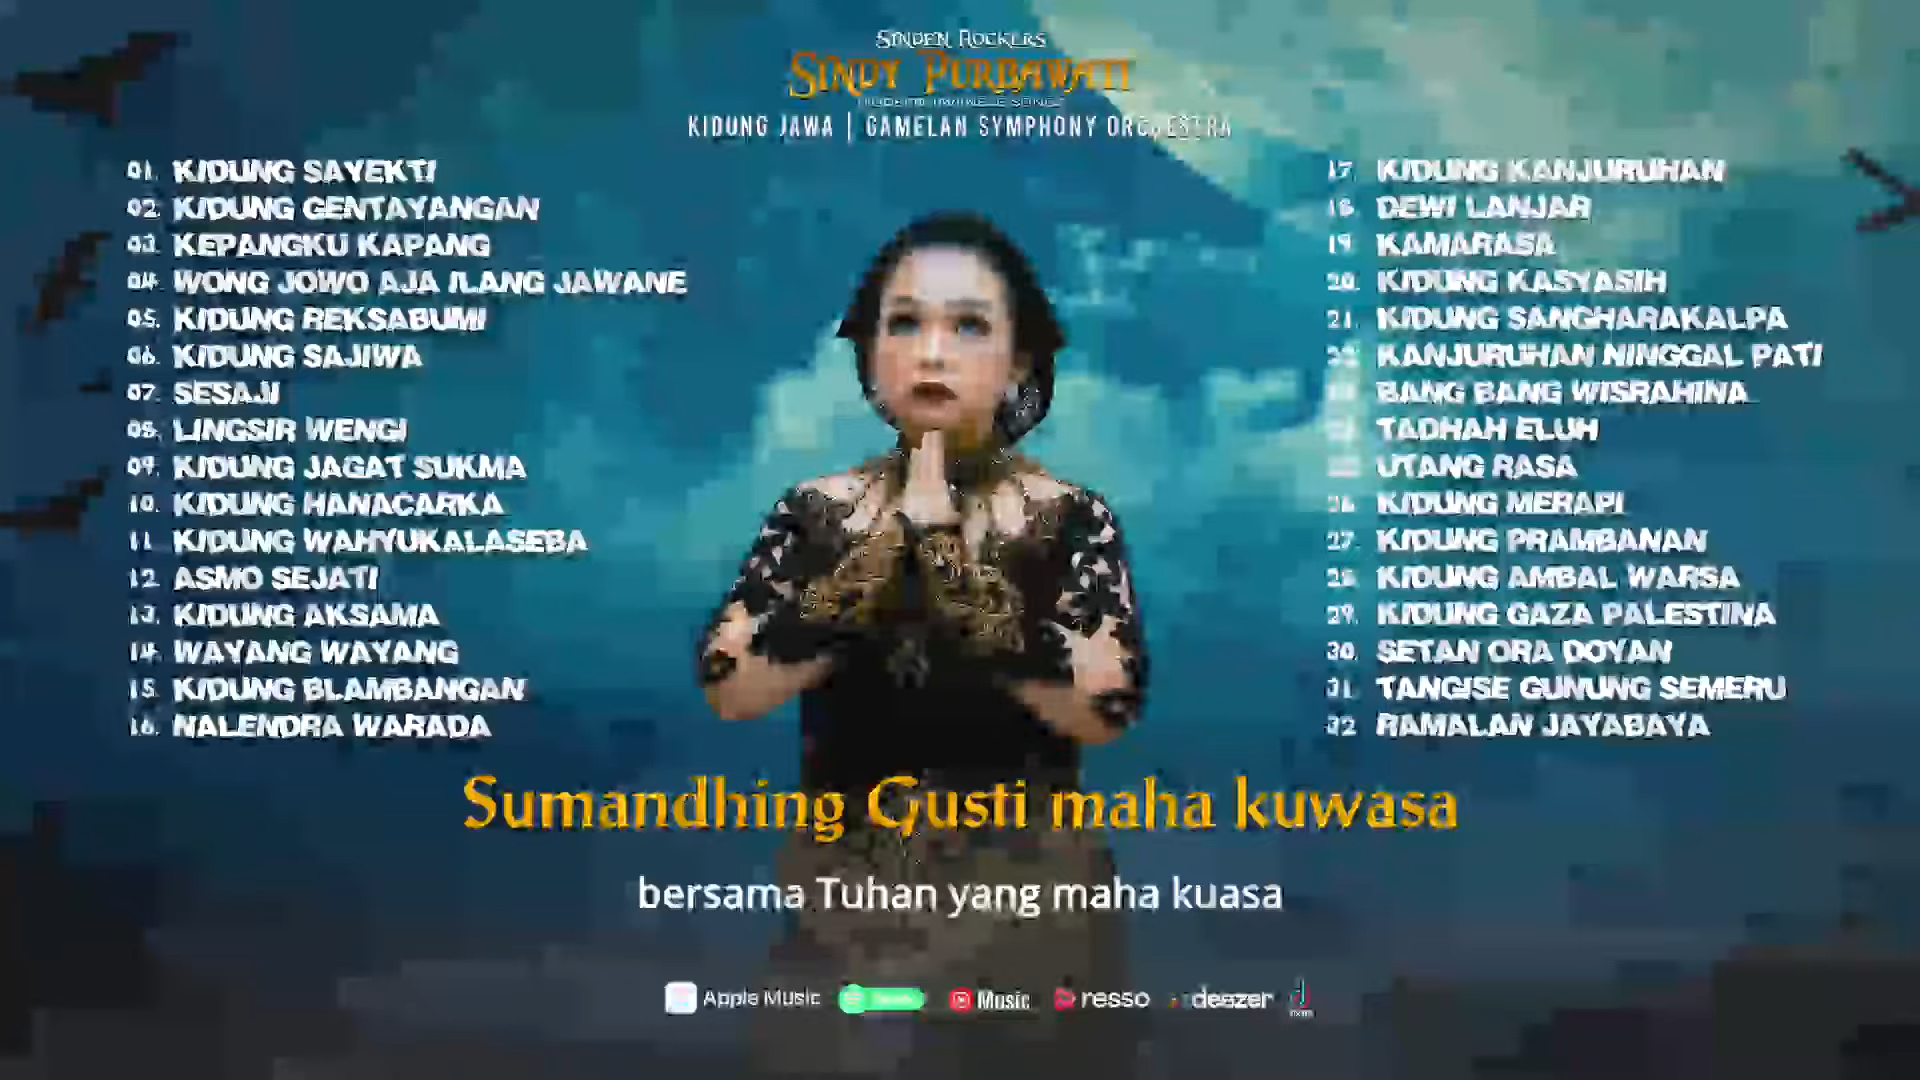 SINDEN ROCKERS
SINDY PURBAWATI
KIDUNG JAWA | GAMELAN SYMPHONY ORCHESTRA
01. KIDUNG SAYEKTI
02. KIDUNG GENTAYANGAN
03. KEPANGKU KAPANG
04. WONG JOWO AJA ILANG JAWANE
05. KIDUNG REKSABUMI
06. KIDUNG SAJIWA
07. SESAJI
08. LINGSIR WENGI
09. KIDUNG JAGAT SUKMA
10. KIDUNG HANACARKA
11. KIDUNG WAHYUKALASEBA
12. ASMO SEJATI
13. KIDUNG AKSAMA
14. WAYANG WAYANG
15. KIDUNG BLAMBANGAN
16. NALENDRA WARADA
17. KIDUNG KANJURUHAN
18. DEWI LANJAR
19. KAMARASA
20. KIDUNG KASYASIH
21. KIDUNG SANGHARAKALPA
22. KANJURUHAN NINGGAL PATI
BANG BANG WISRAHINA
TADHAH ELUH
UTANG RASA
26. KIDUNG MERAPI
27. KIDUNG PRAMBANAN
28. KIDUNG AMBAL WARSA
29. KIDUNG GAZA PALESTINA
30. SETAN ORA DOYAN
31. TANGISE GUNUNG SEMERU
32. RAMALAN JAYABAYA
Sumandhing Gusti maha kuwasa
bersama Tuhan yang maha kuasa
Apple Music Music resso deezer